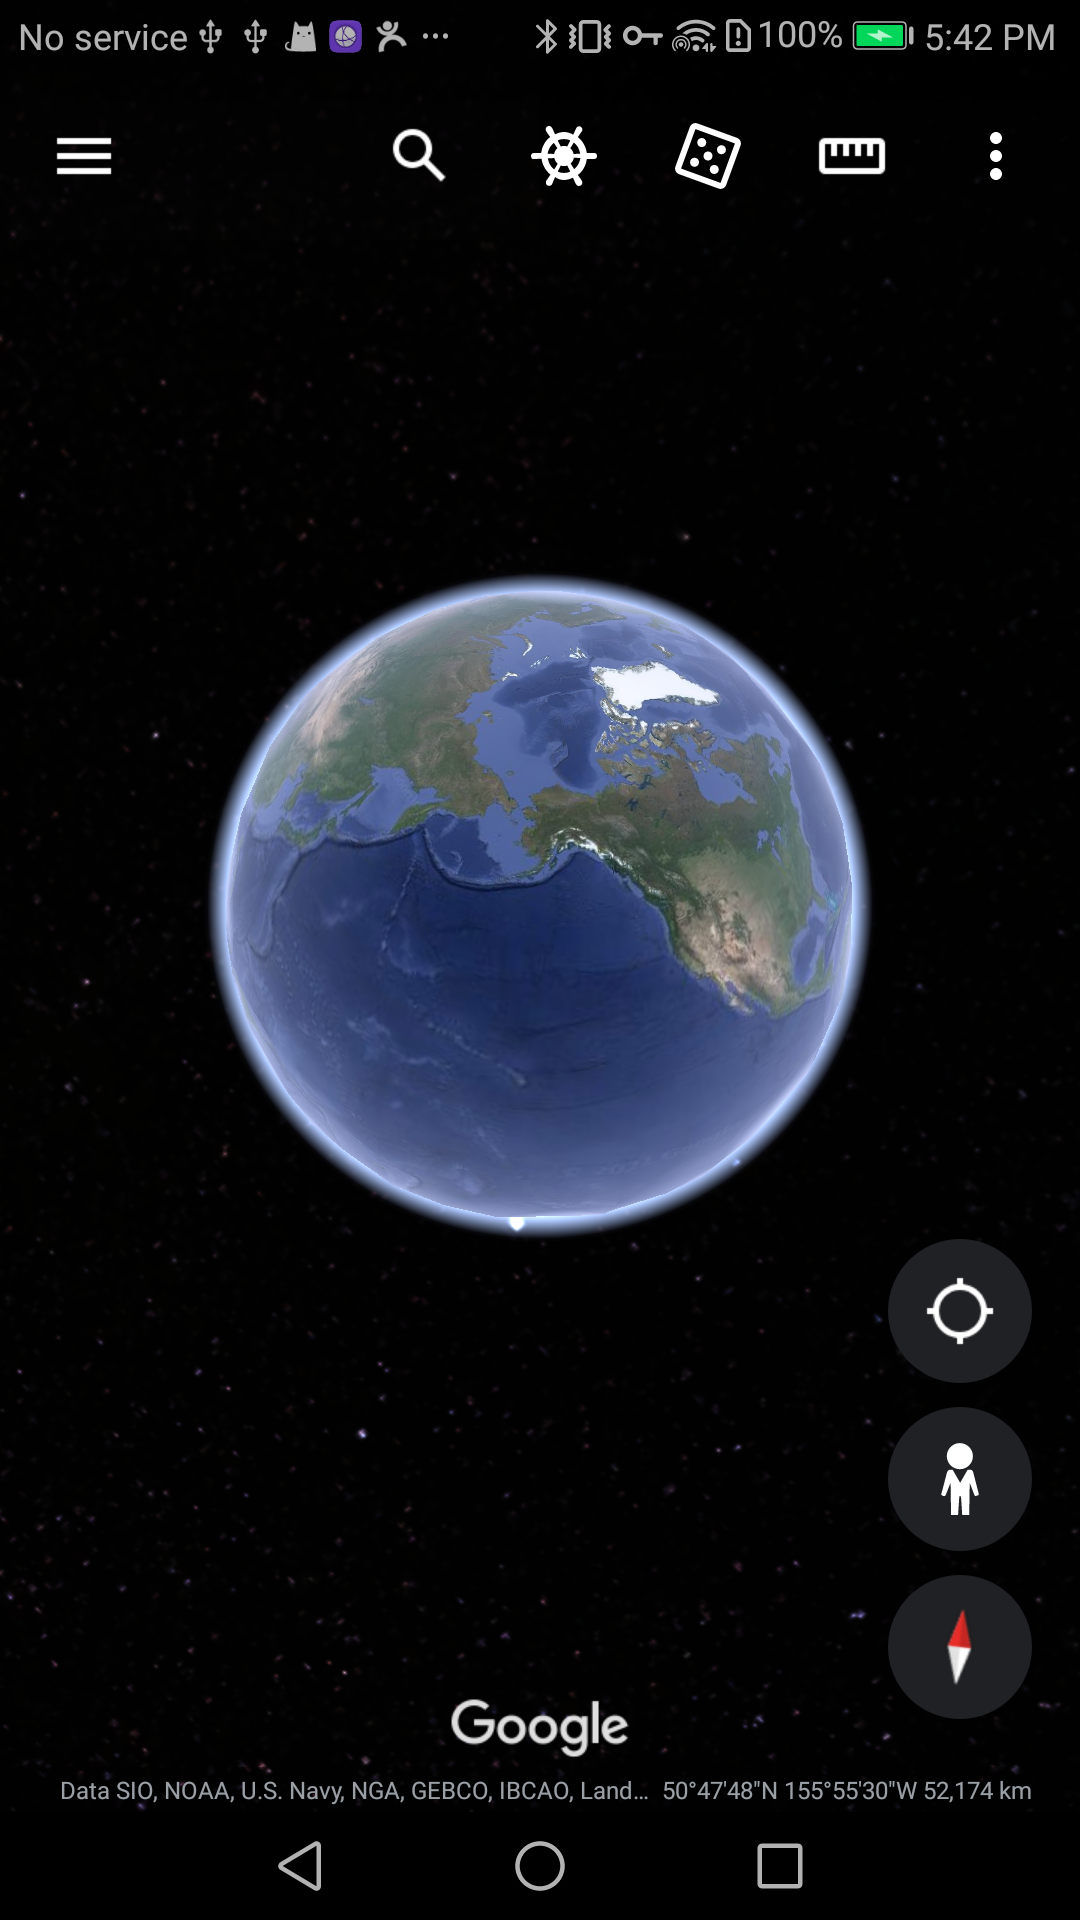 No service 100% 5:42 PM
Google
Data SIO, NOAA, U.S. Navy, NGA, GEBCO, IBCAO, Land... 50°47'48"N 155°55'30"W 52,174 km